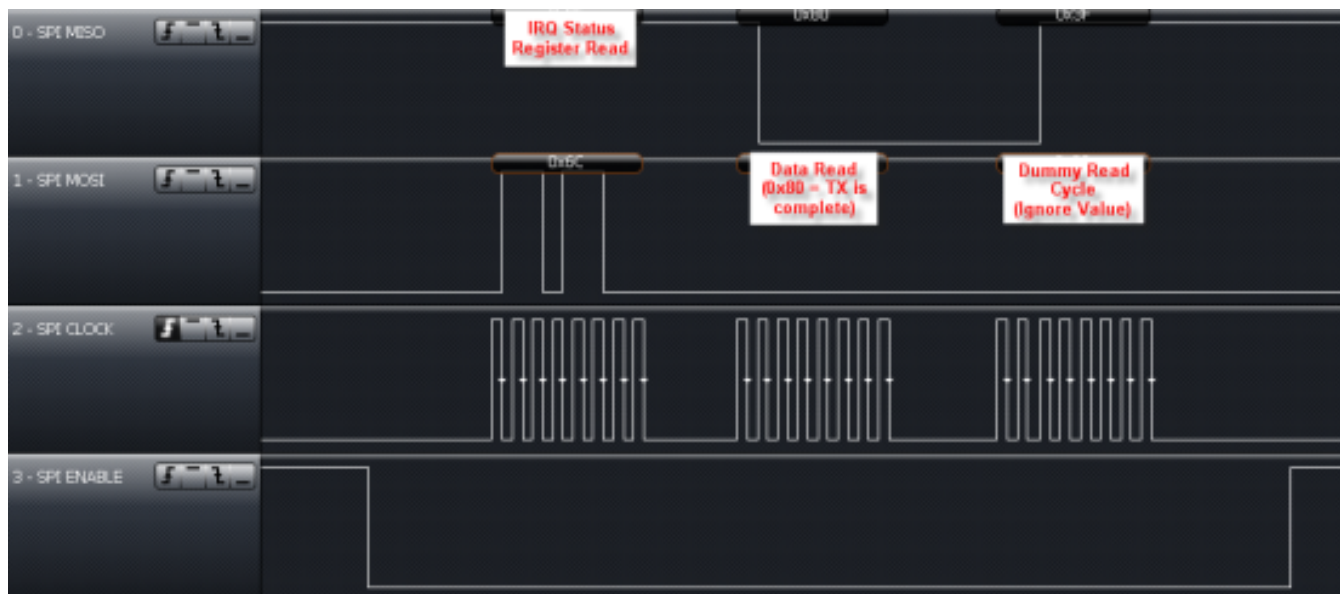 0 - SPI MISO
IRQ Status
Register Read
0x80
0x3F
1 - SPI MOSI
0x6C
Data Read
(0x80 - TX is
complete)
Dummy Read
Cycle
(Ignore Value)
2 - SPI CLOCK
3 - SPI ENABLE